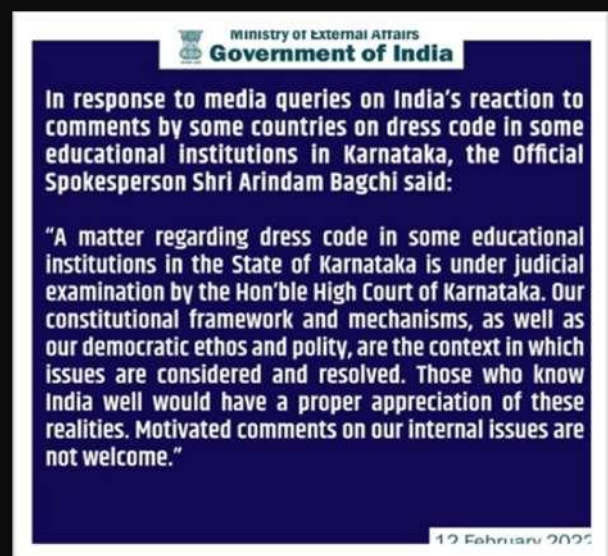 Ministry of External Affairs
Government of India
In response to media queries on India's reaction to
comments by some countries on dress code in some
educational institutions in Karnataka, the Official
Spokesperson Shri Arindam Bagchi said:
"A matter regarding dress code in some educational
institutions in the State of Karnataka is under judicial
examination by the Hon'ble High Court of Karnataka. Our
constitutional framework and mechanisms, as well as
our democratic ethos and polity, are the context in which
issues are considered and resolved. Those who know
India well would have a proper appreciation of these
realities. Motivated comments on our internal issues are
not welcome."
12 February 2022